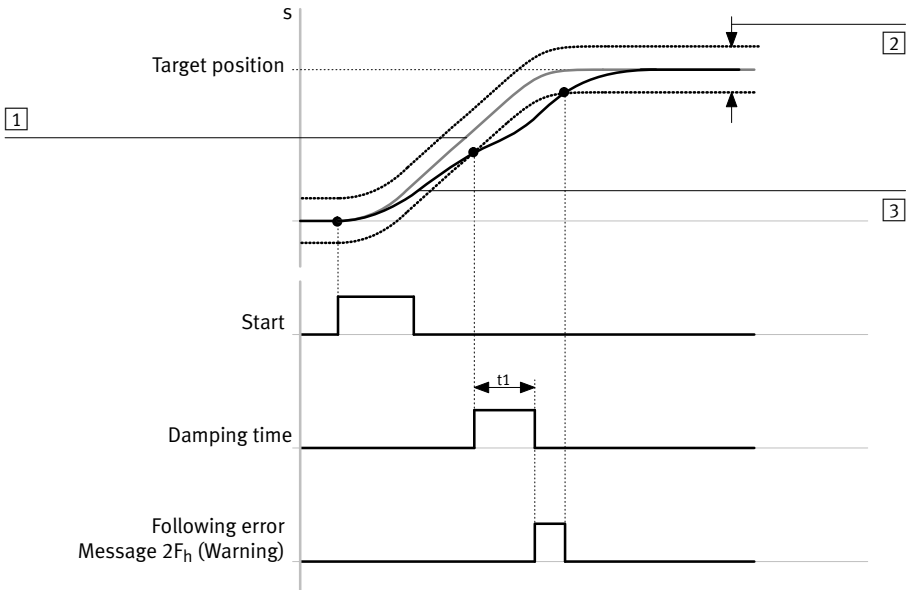 s
Target position
1
2
3
Start
t1
Damping time
Following error
Message 2Fh (Warning)